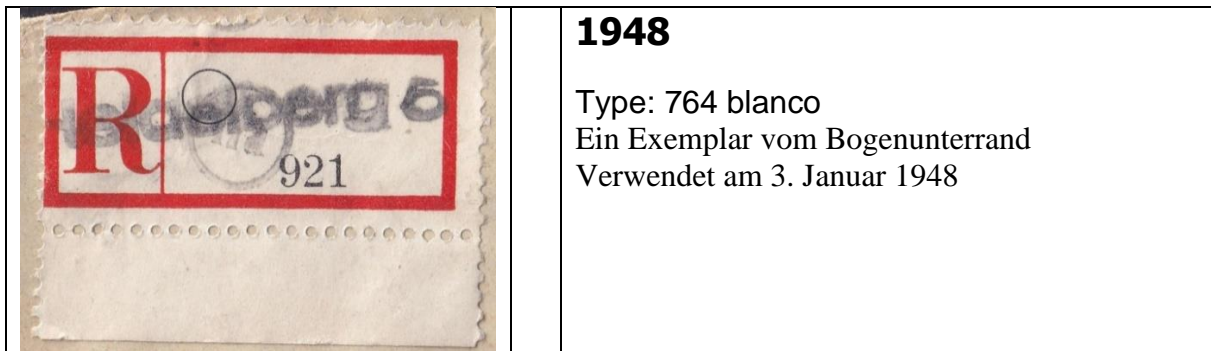 R
921
1948
Type: 764 blanco
Ein Exemplar vom Bogenunterrand
Verwendet am 3. Januar 1948